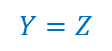 Y = Z